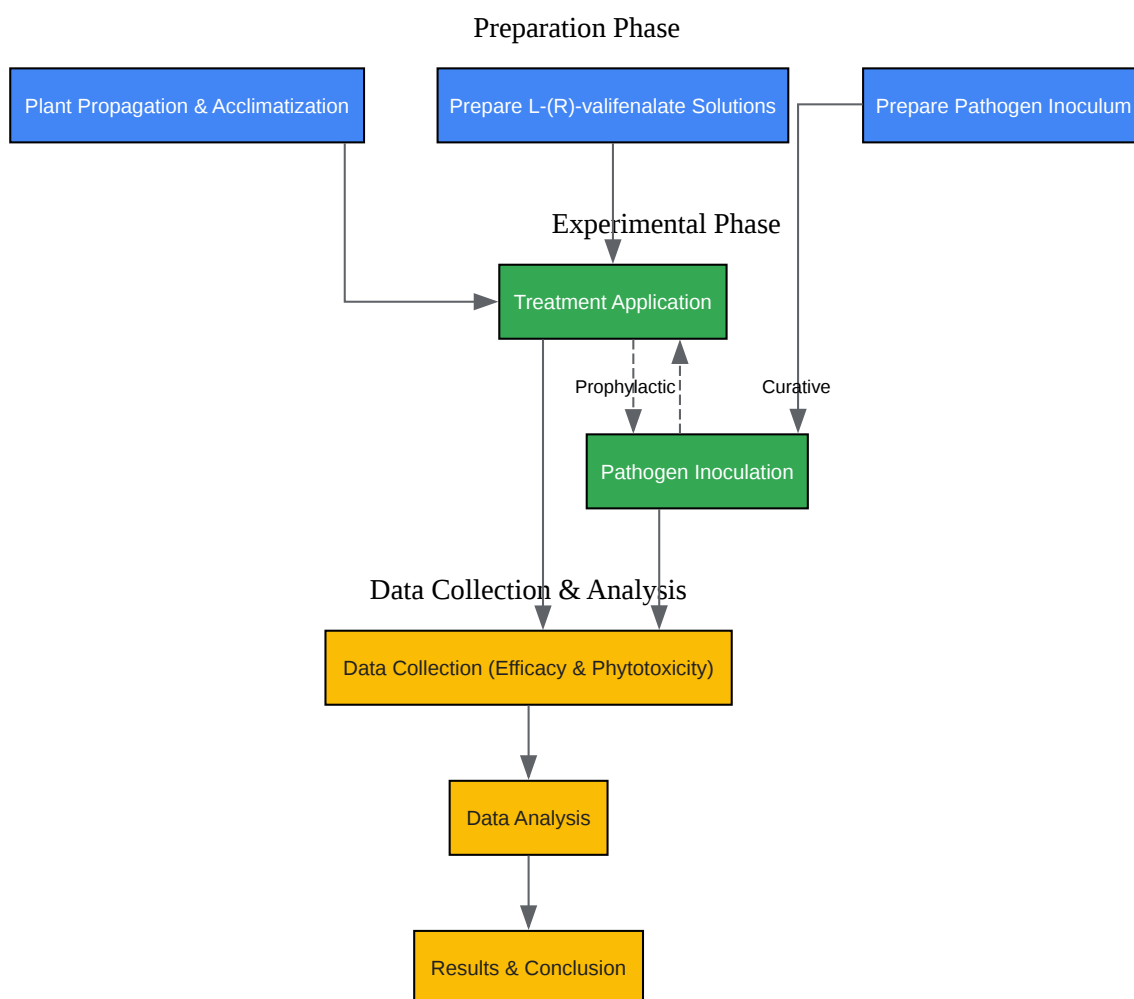 Preparation Phase
Plant Propagation & Acclimatization
Prepare L-(R)-valifenalate Solutions
Prepare Pathogen Inoculum
Experimental Phase
Treatment Application
Prophylactic
Curative
Pathogen Inoculation
Data Collection & Analysis
Data Collection (Efficacy & Phytotoxicity)
Data Analysis
Results & Conclusion